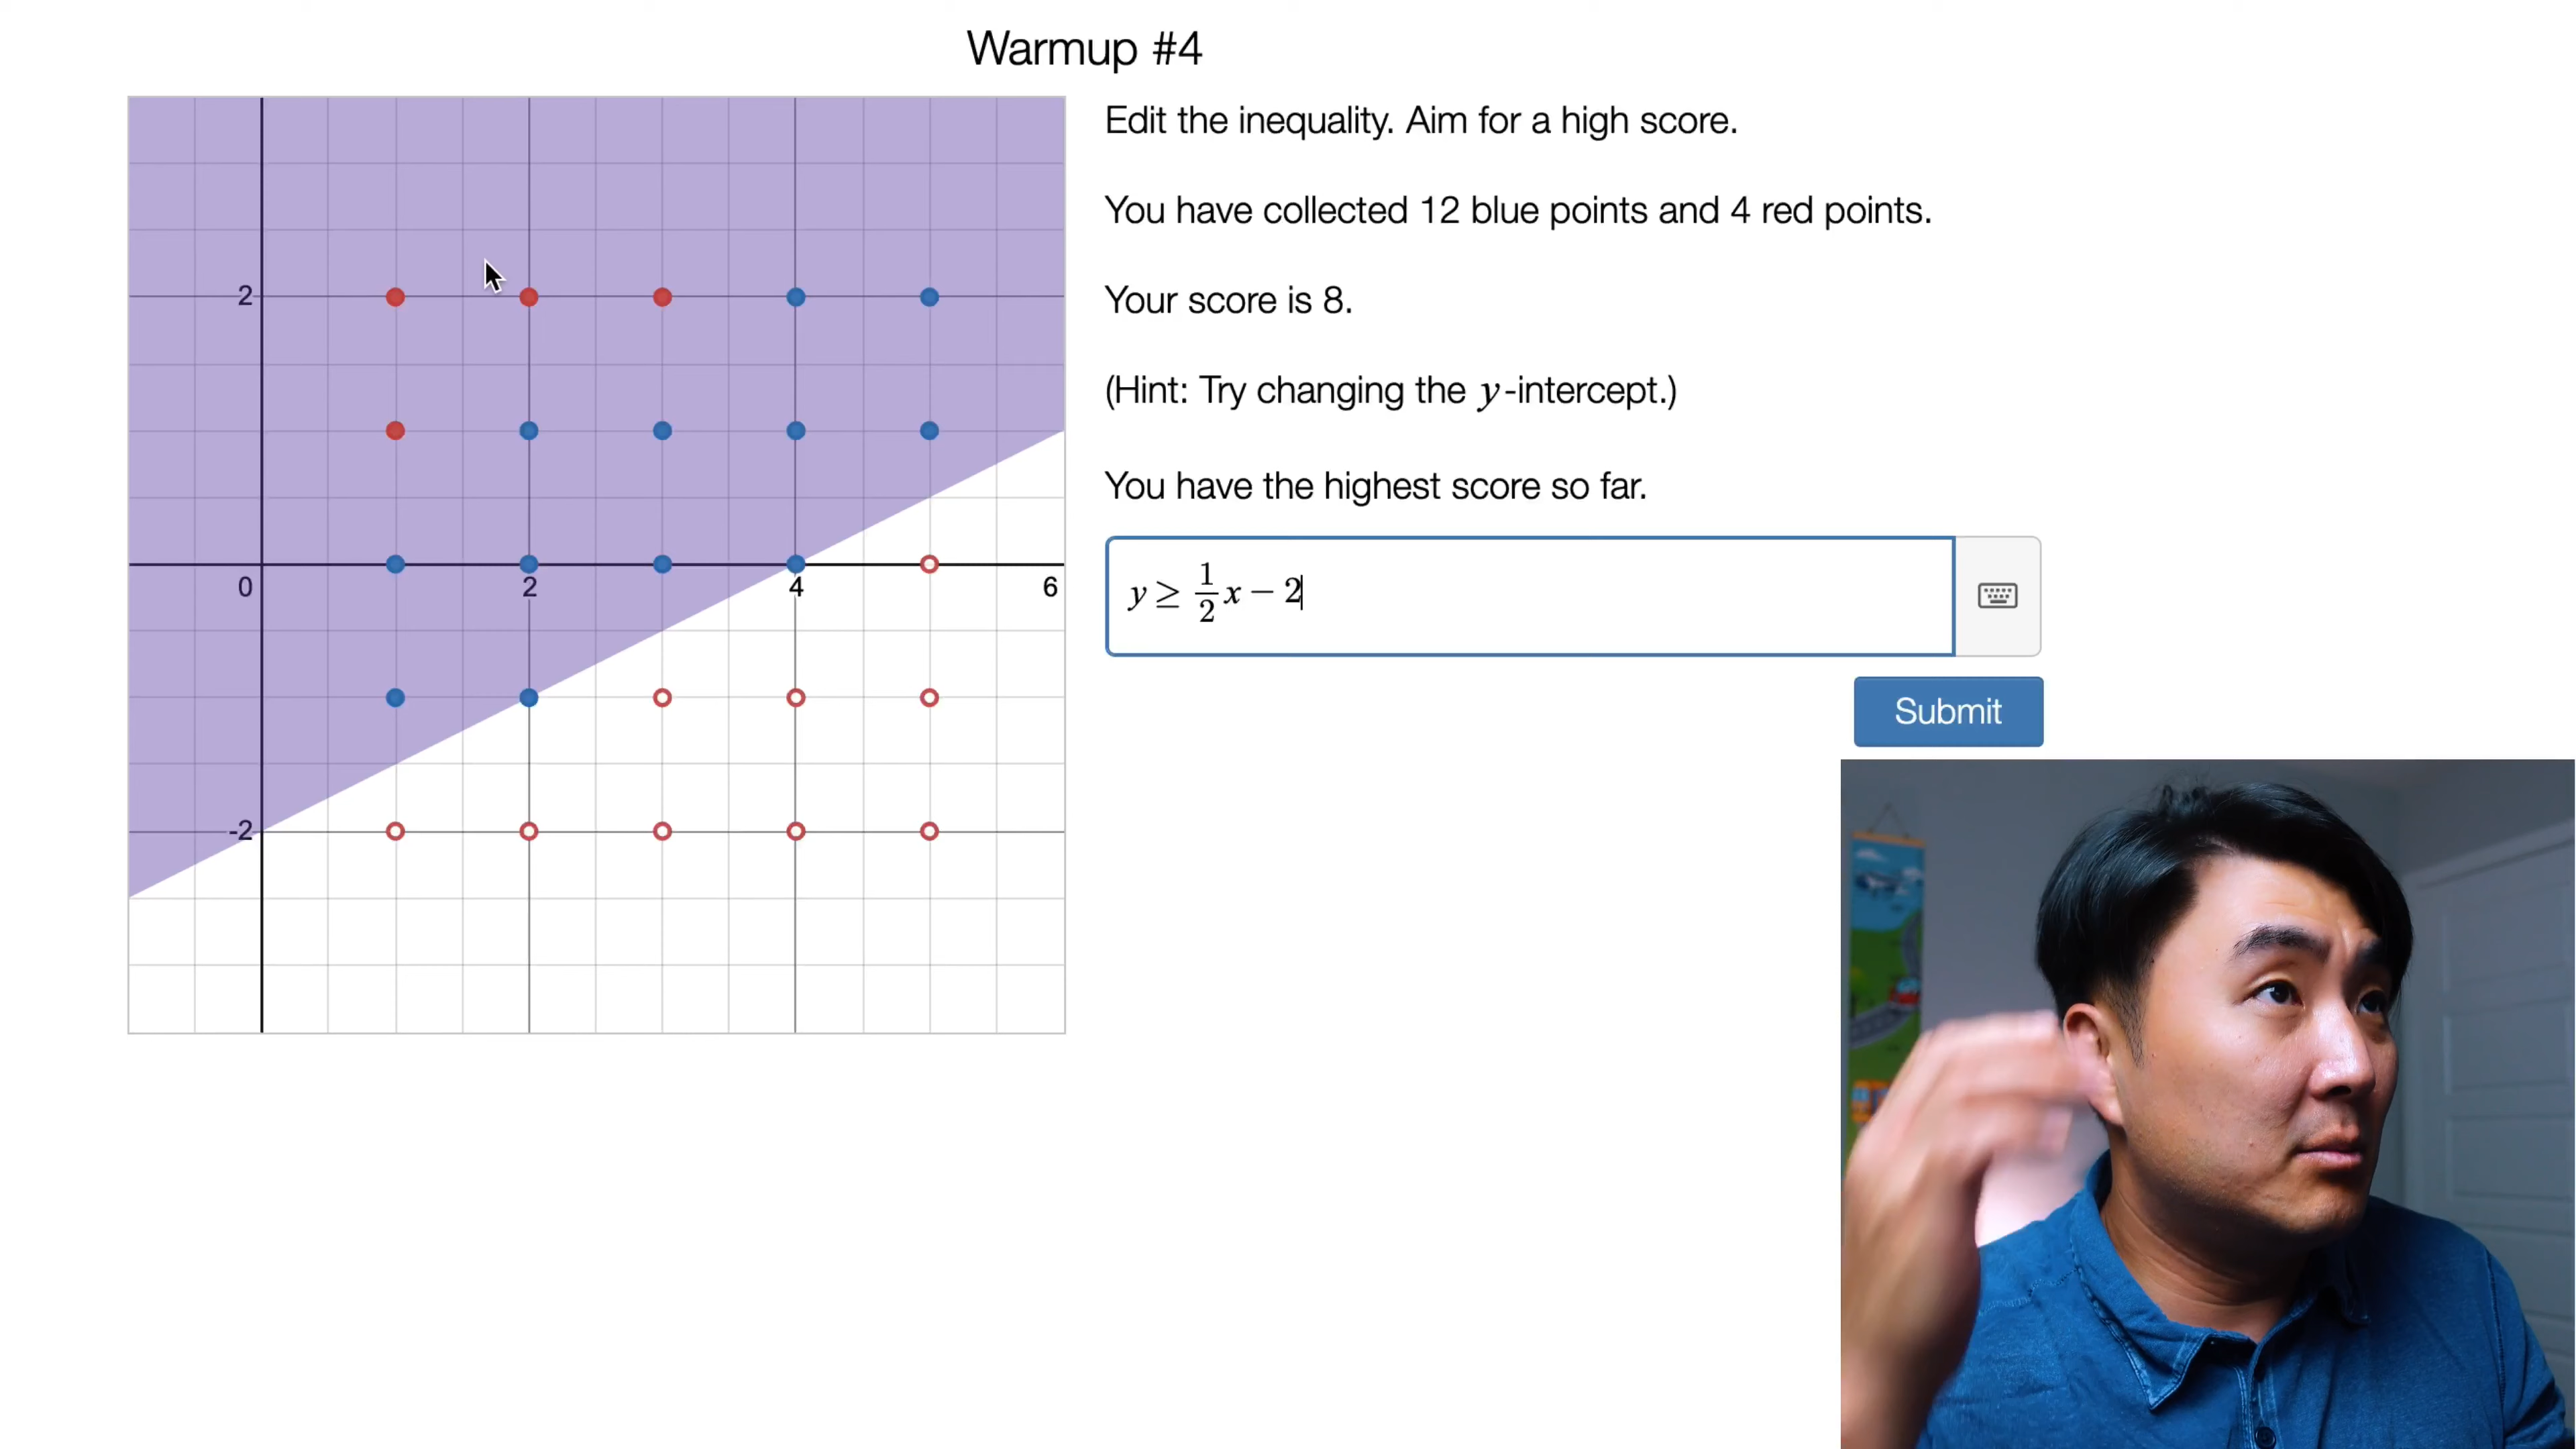 Warmup #4
Edit the inequality. Aim for a high score.
You have collected 12 blue points and 4 red points.
Your score is 8.
(Hint: Try changing the y-intercept.)
You have the highest score so far.
y ≥ 1/2 x − 2
Submit
2
0
2
4
6
-2